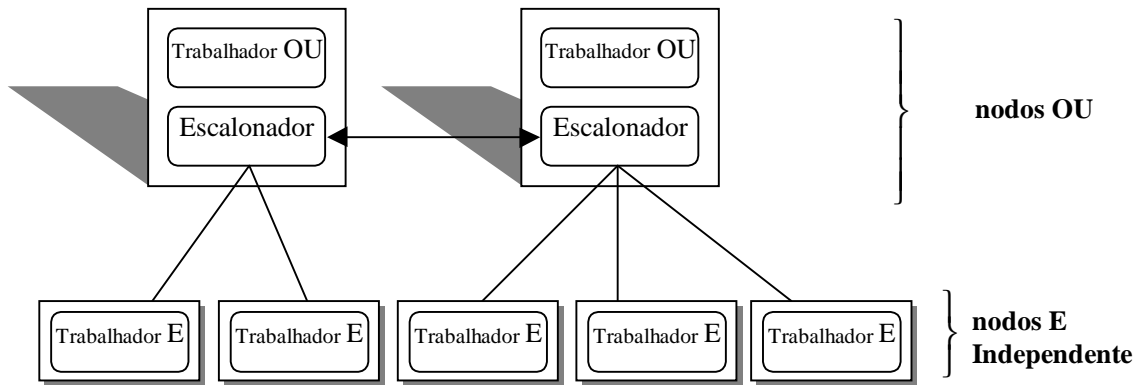 Trabalhador OU
Trabalhador OU
Escalonador
Escalonador
nodos OU
Trabalhador E
Trabalhador E
Trabalhador E
Trabalhador E
Trabalhador E
nodos E
Independente